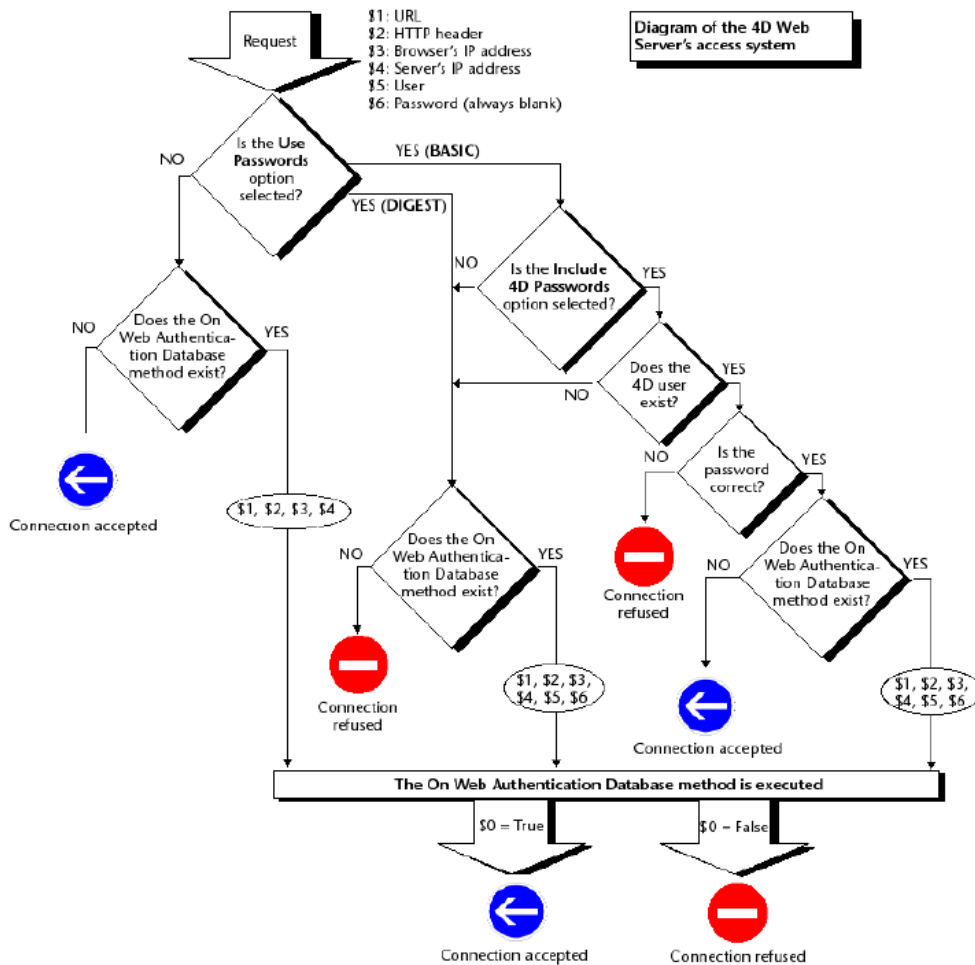 Request
$1: URL
$2: HTTP header
$3: Browser's IP address
$4: Server's IP address
$5: User
$6: Password (always blank)
Diagram of the 4D Web
Server's access system
Is the Use
Passwords
option
selected?
NO
YES (BASIC)
YES (DIGEST)
NO
Is the Include
4D Passwords
option selected?
YES
Does the On
Web Authentica-
tion Database
method exist?
NO
YES
Does the
4D user
exist?
NO
YES
Is the
password
correct?
NO
YES
Connection accepted
$1, $2, $3, $4
Does the On
Web Authentica-
tion Database
method exist?
NO
YES
Connection
refused
Does the On
Web Authentication
tion Database
method exist?
NO
YES
Connection
refused
$1, $2, $3,
$4, $5, $6
Connection accepted
$1, $2, $3,
$4, $5, $6
The On Web Authentication Database method is executed
$0 = True
$0 = False
Connection accepted
Connection refused